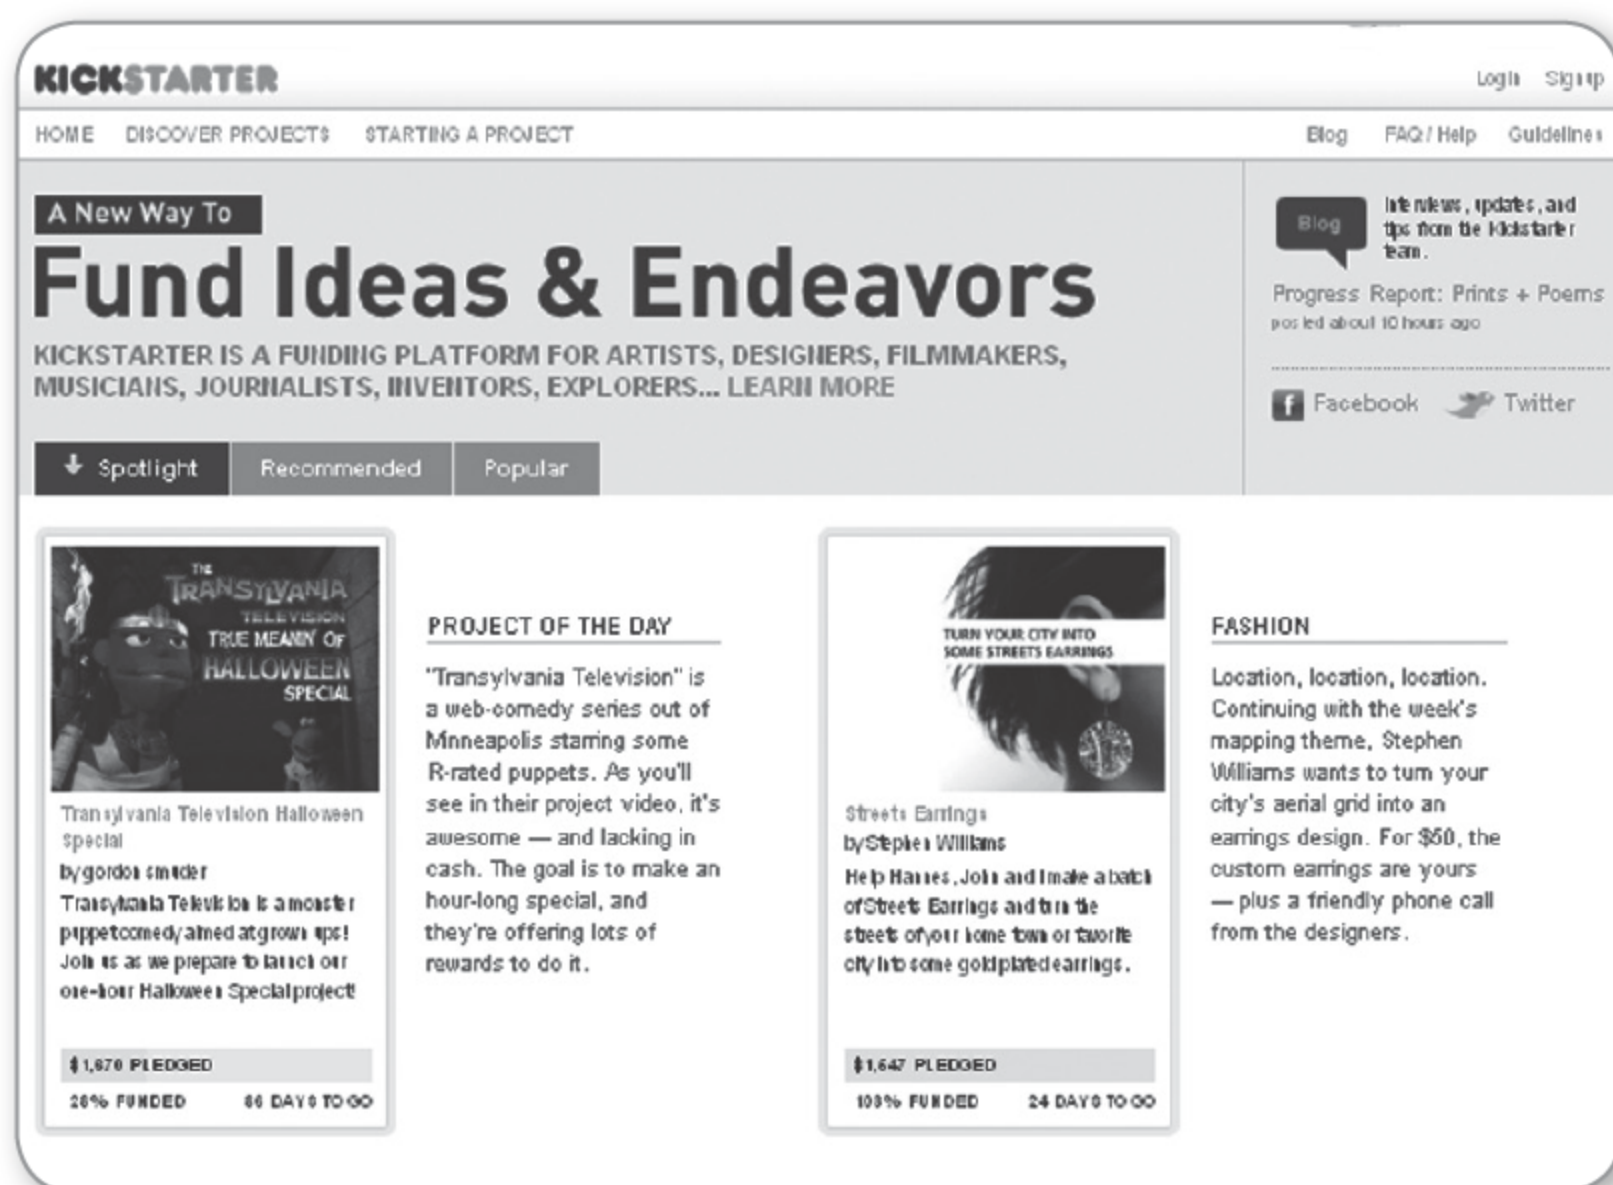 KICKSTARTER
Login Sign up
HOME DISCOVER PROJECTS STARTING A PROJECT
Blog FAQ / Help Guidelines
A New Way To
Fund Ideas & Endeavors
KICKSTARTER IS A FUNDING PLATFORM FOR ARTISTS, DESIGNERS, FILMMAKERS,
MUSICIANS, JOURNALISTS, INVENTORS, EXPLORERS... LEARN MORE
Blog
Interviews, updates, and
tips from the Kickstarter
team.
Progress Report: Prints + Poems
posted about 10 hours ago
Facebook Twitter
Spotlight Recommended Popular
THE
TRANSYLVANIA
TELEVISION
TRUE MEANIN' OF
HALLOWEEN
SPECIAL
Transylvania Television Halloween
Special
by gordon smuder
Transylvania Television is a monster
puppet comedy aimed at grown ups!
Join us as we prepare to launch our
one-hour Halloween Special project!
$1,670 PLEDGED
FUNDED DAYS TO GO
PROJECT OF THE DAY
"Transylvania Television" is
a web-comedy series out of
Minneapolis starring some
R-rated puppets. As you'll
see in their project video, it's
awesome — and lacking in
cash. The goal is to make an
hour-long special, and
they're offering lots of
rewards to do it.
TURN YOUR CITY INTO
SOME STREETS EARRINGS
Streets Earrings
by Stephen Williams
Help Hannes, John and I make a batch
of Streets Earrings and turn the
streets of your home town or favorite
city into some gold plated earrings.
$1,547 PLEDGED
103% FUNDED 24 DAYS TO GO
FASHION
Location, location, location.
Continuing with the week's
mapping theme, Stephen
Williams wants to turn your
city's aerial grid into an
earrings design. For $50, the
custom earrings are yours
— plus a friendly phone call
from the designers.